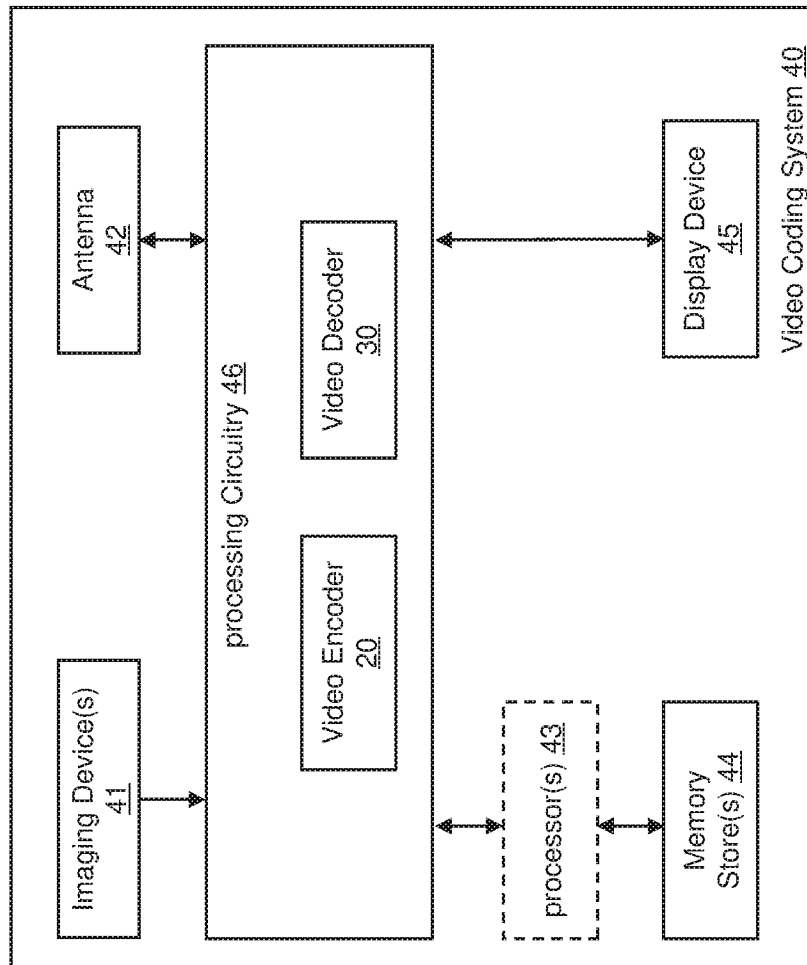 Imaging Device(s)
41
Antenna
42
processing Circuitry 46
Video Encoder
20
Video Decoder
30
processor(s) 43
Memory
Store(s) 44
Display Device
45
Video Coding System 40